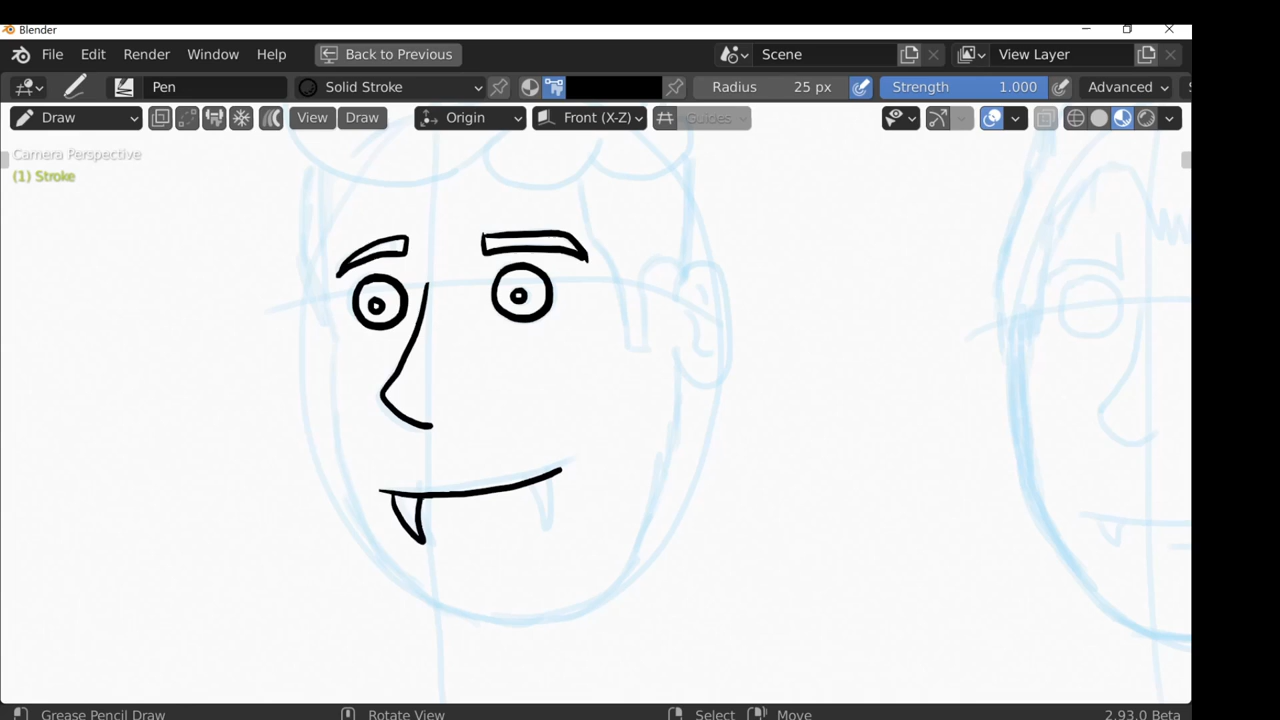 Blender
File Edit Render Window Help Back to Previous Scene View Layer
Pen Solid Stroke Radius 25 px Strength 1.000 Advanced
Draw View Draw Origin Front (X-Z) Guides
Camera Perspective
(1) Stroke
Grease Pencil Draw Rotate View Select Move 2.93.0 Beta